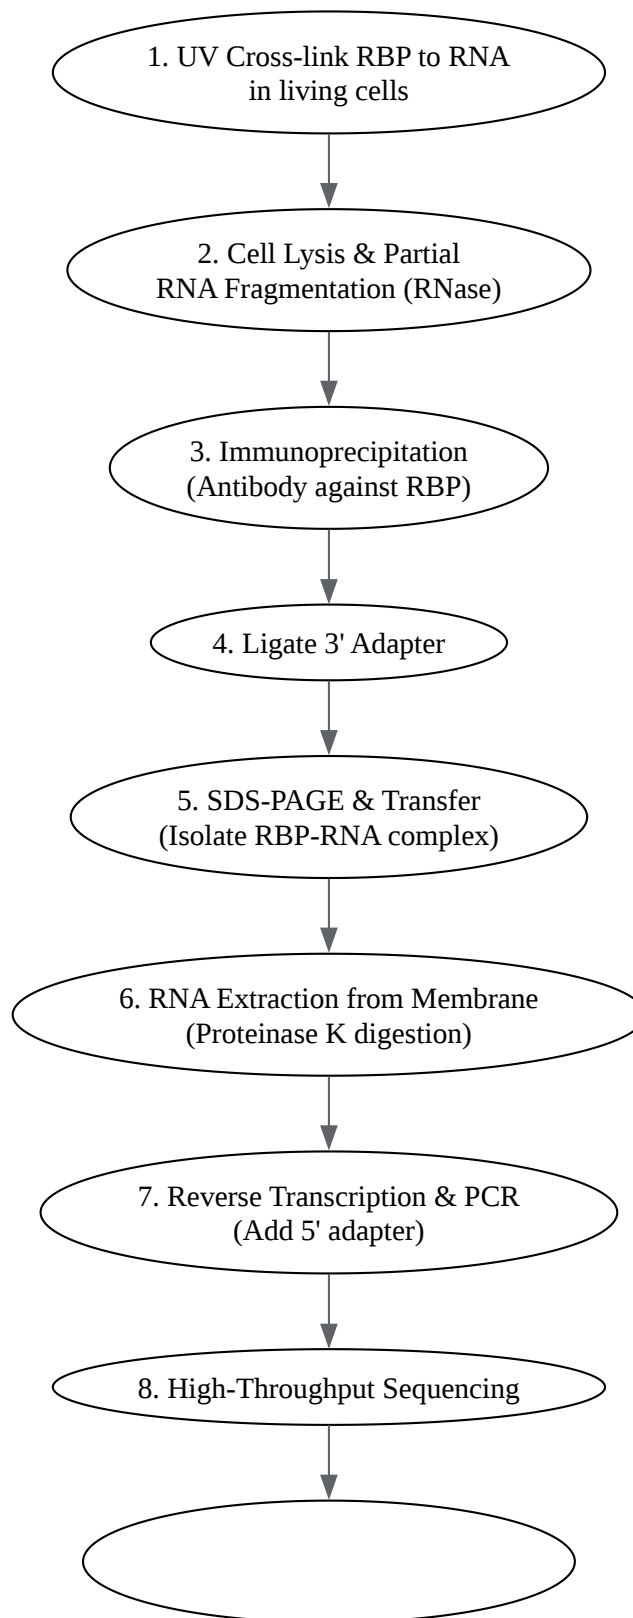 1. UV Cross-link RBP to RNA
in living cells
2. Cell Lysis & Partial
RNA Fragmentation (RNase)
3. Immunoprecipitation
(Antibody against RBP)
4. Ligate 3' Adapter
5. SDS-PAGE & Transfer
(Isolate RBP-RNA complex)
6. RNA Extraction from Membrane
(Proteinase K digestion)
7. Reverse Transcription & PCR
(Add 5' adapter)
8. High-Throughput Sequencing